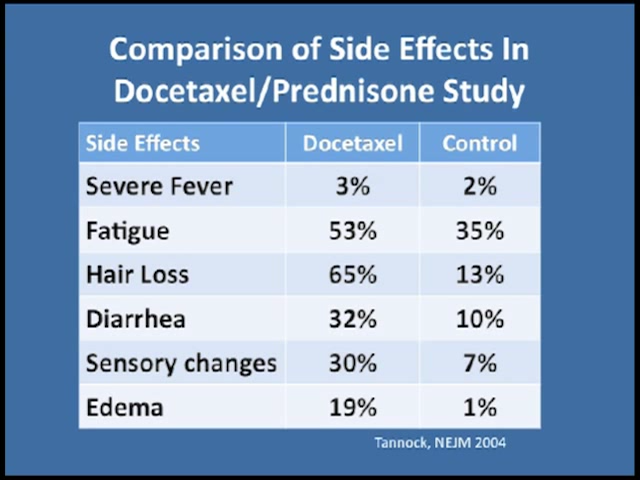 Comparison of Side Effects In
Docetaxel/Prednisone Study
Side Effects Docetaxel Control
Severe Fever 3% 2%
Fatigue 53% 35%
Hair Loss 65% 13%
Diarrhea 32% 10%
Sensory changes 30% 7%
Edema 19% 1%
Tannock, NEJM 2004